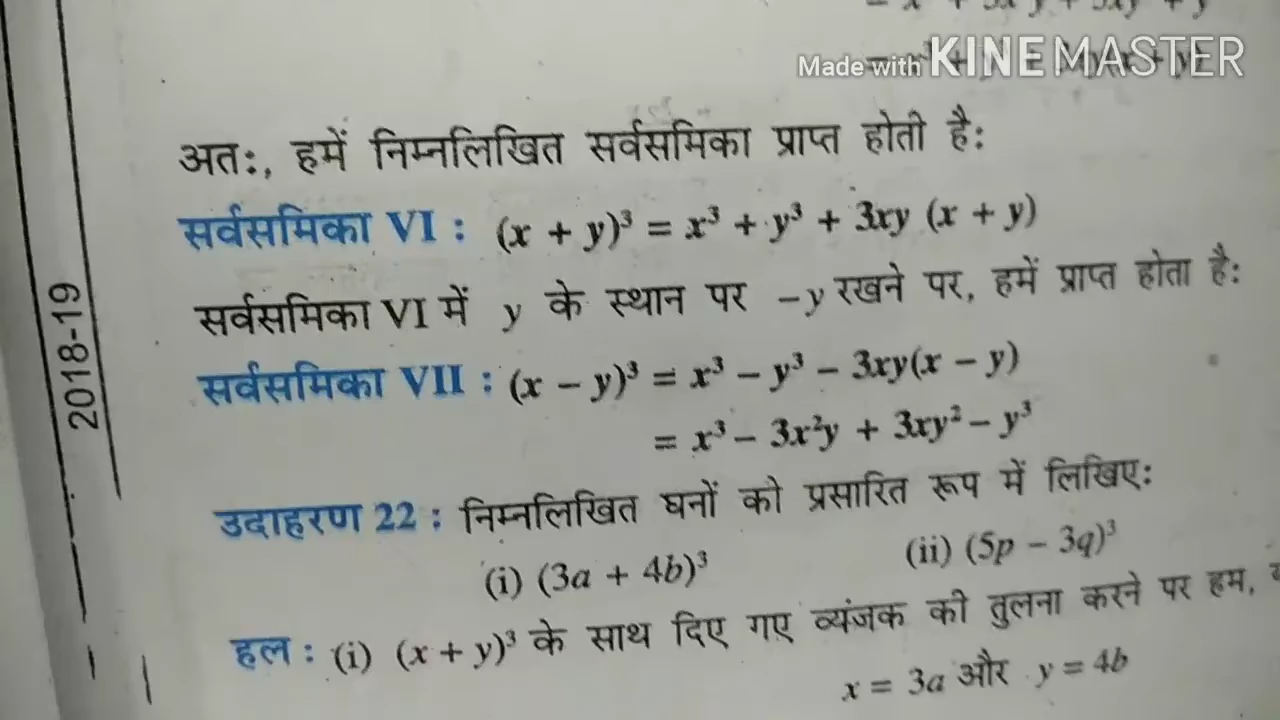 Made with KINEMASTER
अतः, हमें निम्नलिखित सर्वसमिका प्राप्त होती है:
सर्वसमिका VI : (x + y)³ = x³ + y³ + 3xy (x + y)
सर्वसमिका VI में y के स्थान पर –y रखने पर, हमें प्राप्त होता है:
सर्वसमिका VII : (x – y)³ = x³ – y³ – 3xy(x – y)
= x³ – 3x²y + 3xy² – y³
उदाहरण 22 : निम्नलिखित घनों को प्रसारित रूप में लिखिए:
(i) (3a + 4b)³ (ii) (5p – 3q)³
हल : (i) (x + y)³ के साथ दिए गए व्यंजक की तुलना करने पर हम,
x = 3a और y = 4b
2018-19